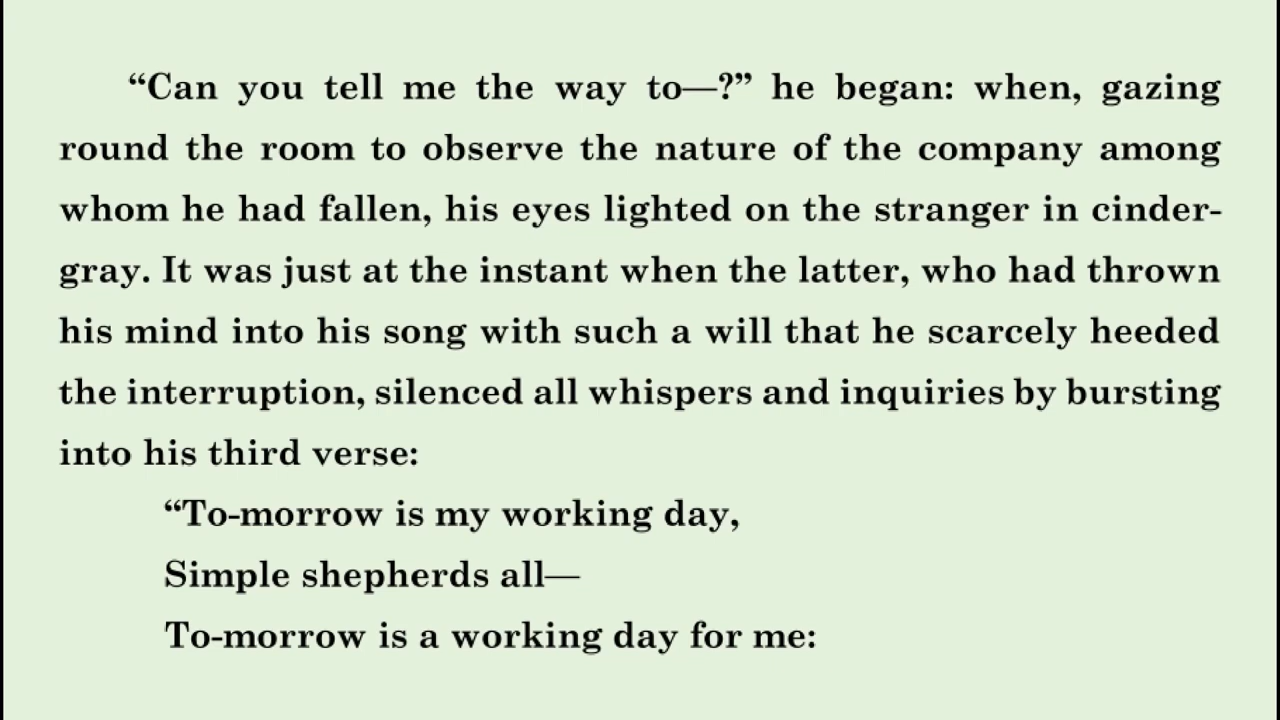 “Can you tell me the way to—?” he began: when, gazing
round the room to observe the nature of the company among
whom he had fallen, his eyes lighted on the stranger in cinder-
gray. It was just at the instant when the latter, who had thrown
his mind into his song with such a will that he scarcely heeded
the interruption, silenced all whispers and inquiries by bursting
into his third verse:
“To-morrow is my working day,
Simple shepherds all—
To-morrow is a working day for me: